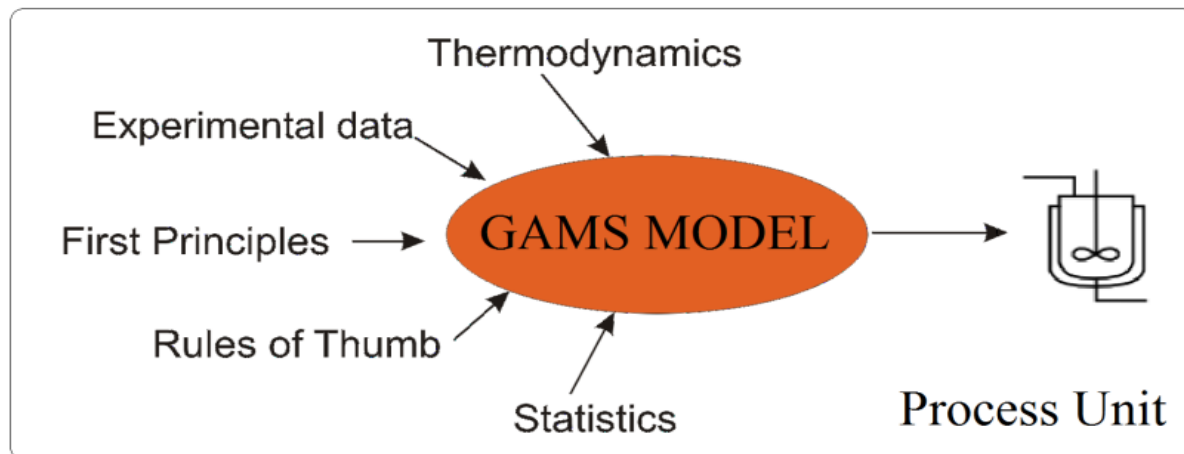 Thermodynamics
Experimental data
First Principles
GAMS MODEL
Rules of Thumb
Statistics
Process Unit